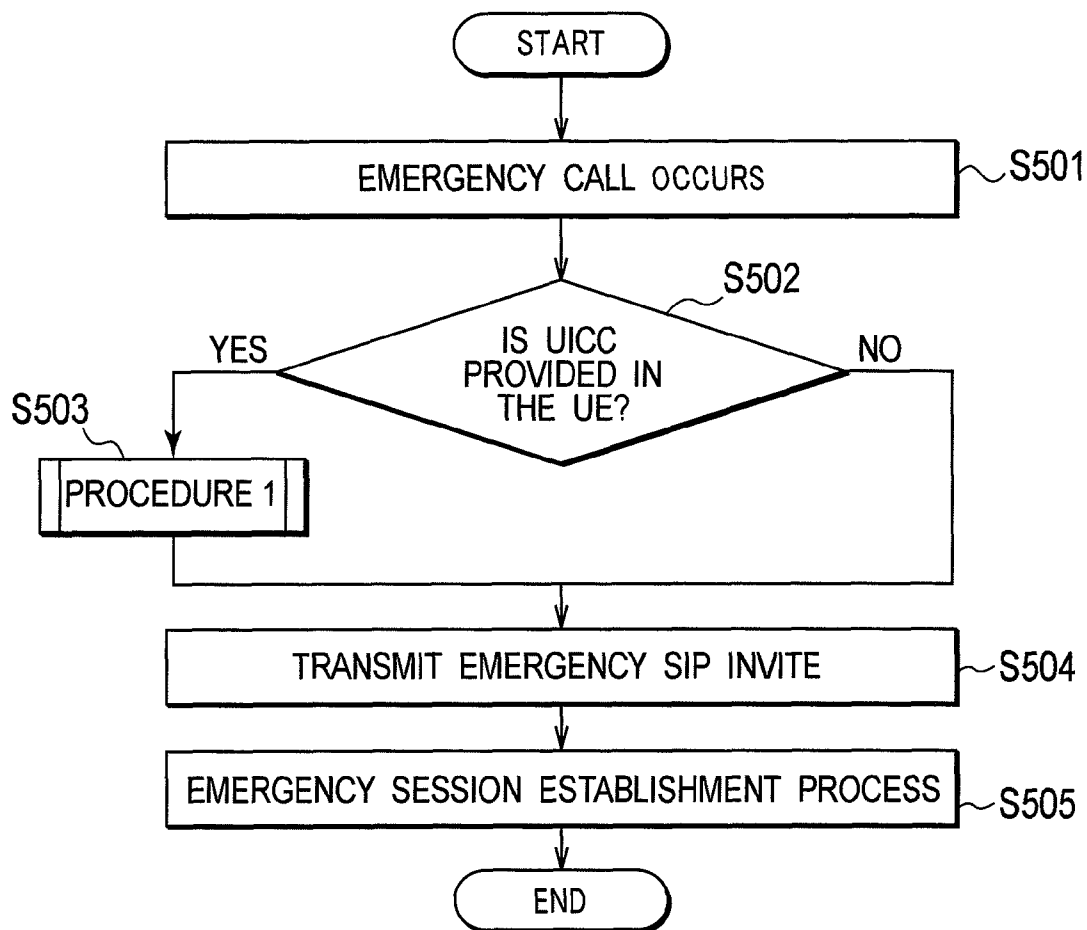 START
EMERGENCY CALL OCCURS
S501
S502
IS UICC
PROVIDED IN
THE UE?
YES
NO
S503
PROCEDURE 1
TRANSMIT EMERGENCY SIP INVITE
S504
EMERGENCY SESSION ESTABLISHMENT PROCESS
S505
END